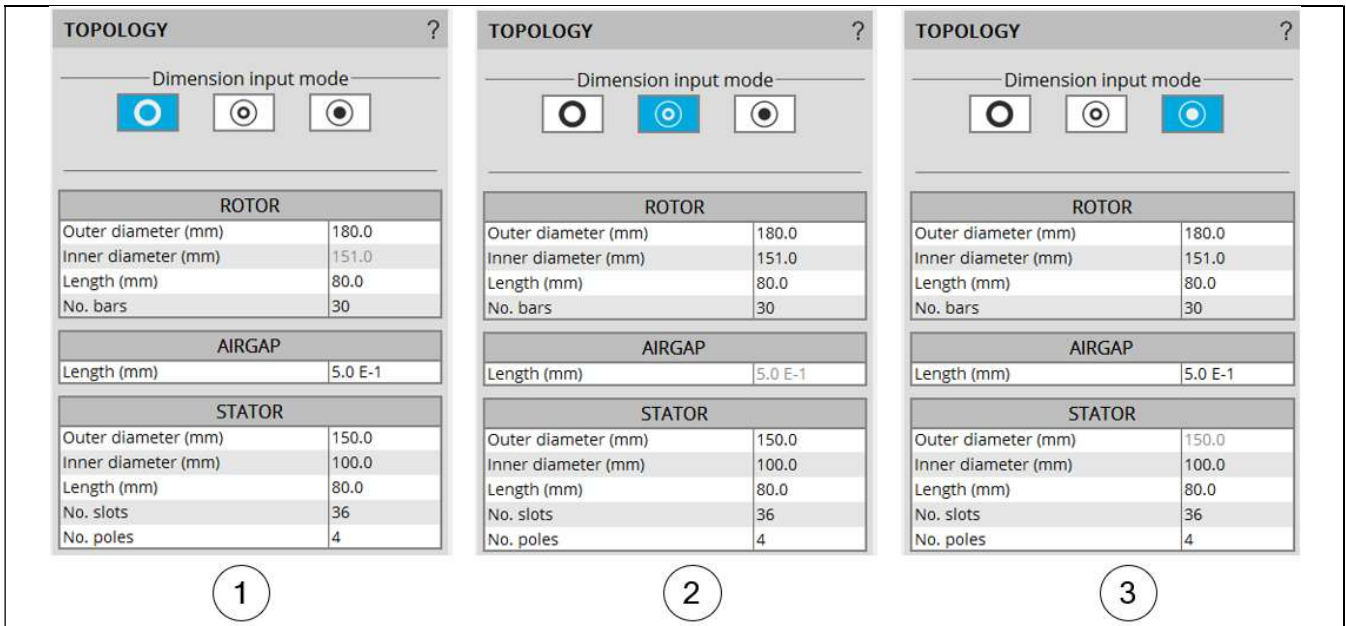 TOPOLOGY ?
Dimension input mode
ROTOR
Outer diameter (mm) 180.0
Inner diameter (mm) 151.0
Length (mm) 80.0
No. bars 30
AIRGAP
Length (mm) 5.0 E-1
STATOR
Outer diameter (mm) 150.0
Inner diameter (mm) 100.0
Length (mm) 80.0
No. slots 36
No. poles 4
1
TOPOLOGY ?
Dimension input mode
ROTOR
Outer diameter (mm) 180.0
Inner diameter (mm) 151.0
Length (mm) 80.0
No. bars 30
AIRGAP
Length (mm) 5.0 E-1
STATOR
Outer diameter (mm) 150.0
Inner diameter (mm) 100.0
Length (mm) 80.0
No. slots 36
No. poles 4
2
TOPOLOGY ?
Dimension input mode
ROTOR
Outer diameter (mm) 180.0
Inner diameter (mm) 151.0
Length (mm) 80.0
No. bars 30
AIRGAP
Length (mm) 5.0 E-1
STATOR
Outer diameter (mm) 150.0
Inner diameter (mm) 100.0
Length (mm) 80.0
No. slots 36
No. poles 4
3